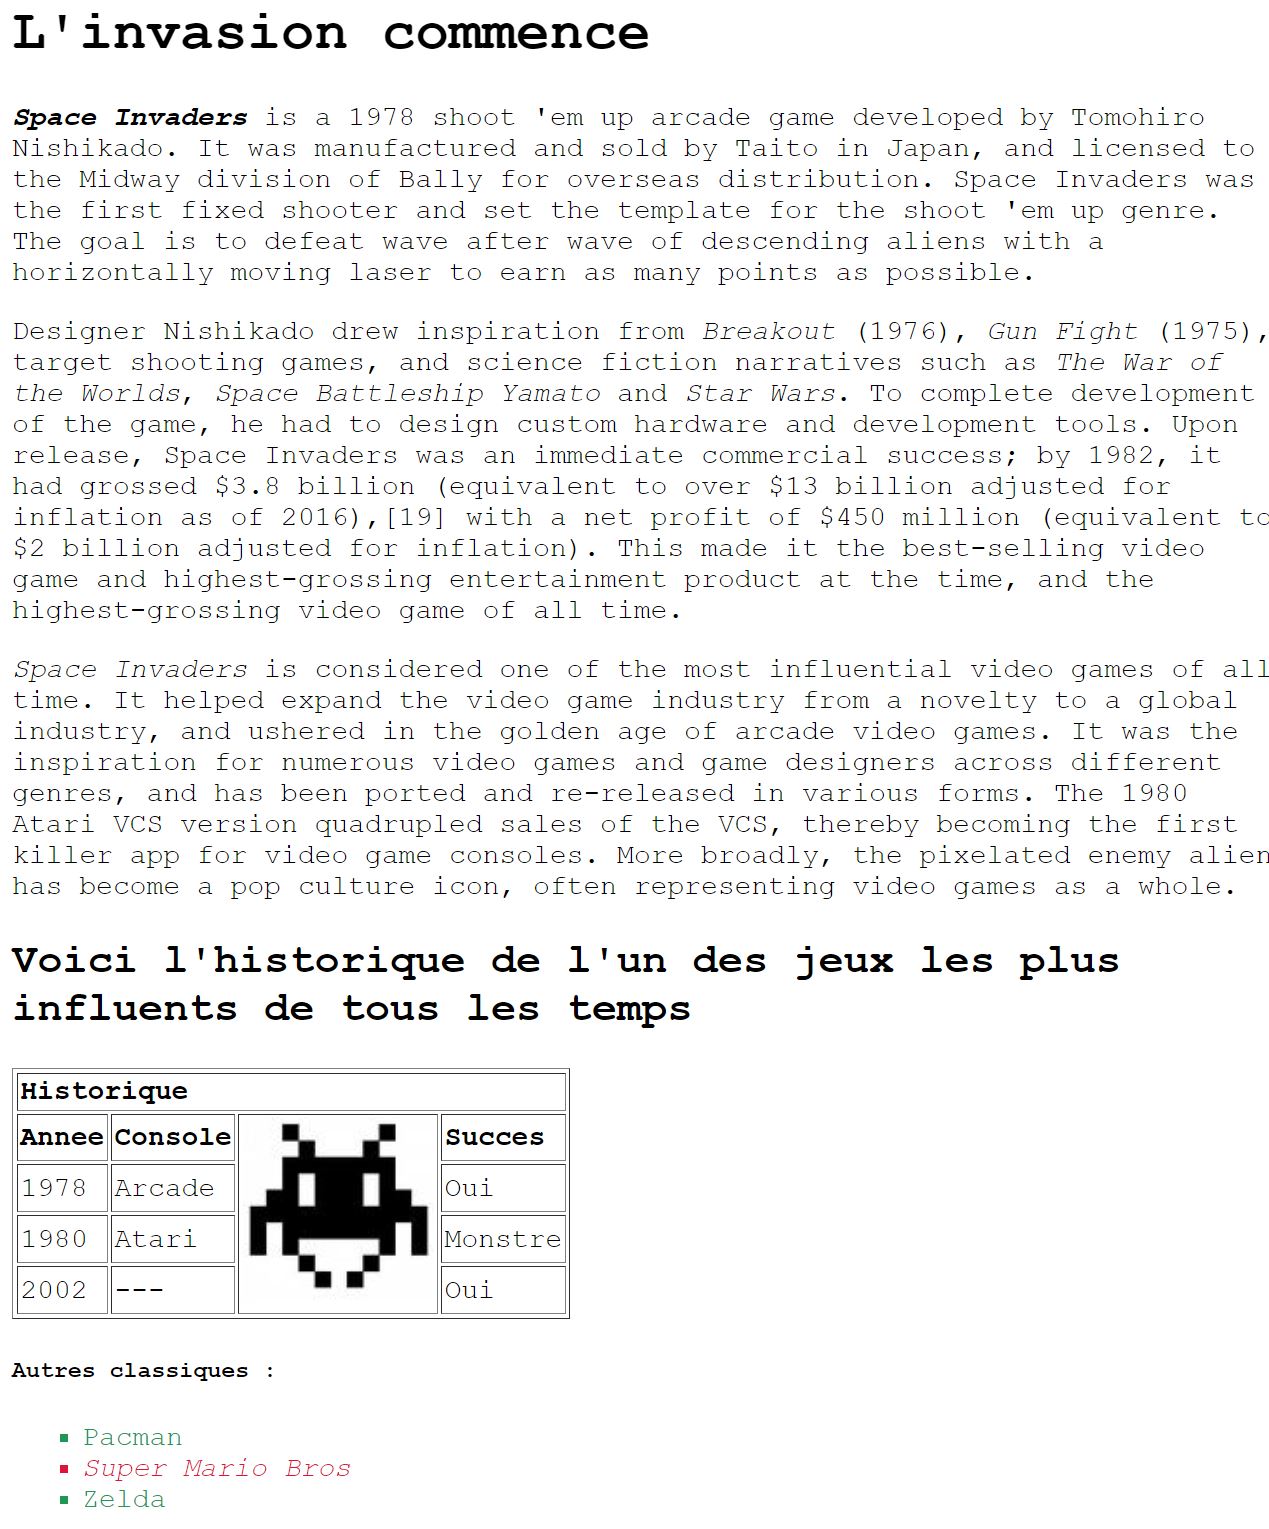 L'invasion commence
Space Invaders is a 1978 shoot 'em up arcade game developed by Tomohiro
Nishikado. It was manufactured and sold by Taito in Japan, and licensed to
the Midway division of Bally for overseas distribution. Space Invaders was
the first fixed shooter and set the template for the shoot 'em up genre.
The goal is to defeat wave after wave of descending aliens with a
horizontally moving laser to earn as many points as possible.
Designer Nishikado drew inspiration from Breakout (1976), Gun Fight (1975),
target shooting games, and science fiction narratives such as The War of
the Worlds, Space Battleship Yamato and Star Wars. To complete development
of the game, he had to design custom hardware and development tools. Upon
release, Space Invaders was an immediate commercial success; by 1982, it
had grossed $3.8 billion (equivalent to over $13 billion adjusted for
inflation as of 2016),[19] with a net profit of $450 million (equivalent to
$2 billion adjusted for inflation). This made it the best-selling video
game and highest-grossing entertainment product at the time, and the
highest-grossing video game of all time.
Space Invaders is considered one of the most influential video games of all
time. It helped expand the video game industry from a novelty to a global
industry, and ushered in the golden age of arcade video games. It was the
inspiration for numerous video games and game designers across different
genres, and has been ported and re-released in various forms. The 1980
Atari VCS version quadrupled sales of the VCS, thereby becoming the first
killer app for video game consoles. More broadly, the pixelated enemy alien
has become a pop culture icon, often representing video games as a whole.
Voici l'historique de l'un des jeux les plus
influents de tous les temps
Historique
Annee Console Succes
1978 Arcade Oui
1980 Atari Monstre
2002 --- Oui
Autres classiques :
Pacman
Super Mario Bros
Zelda